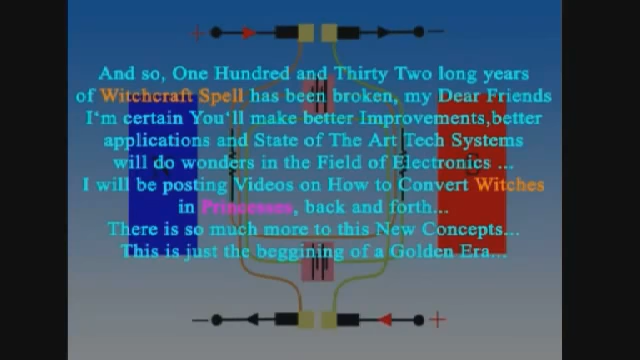 And so, One Hundred and Thirty Two long years
of Witchcraft Spell has been broken, my Dear Friends
I'm certain You'll make better Improvements,better
applications and State of The Art Tech Systems
will do wonders in the Field of Electronics ...
I will be posting Videos on How to Convert Witches
in Princesses, back and forth...
There is so much more to this New Concepts...
This is just the beggining of a Golden Era...